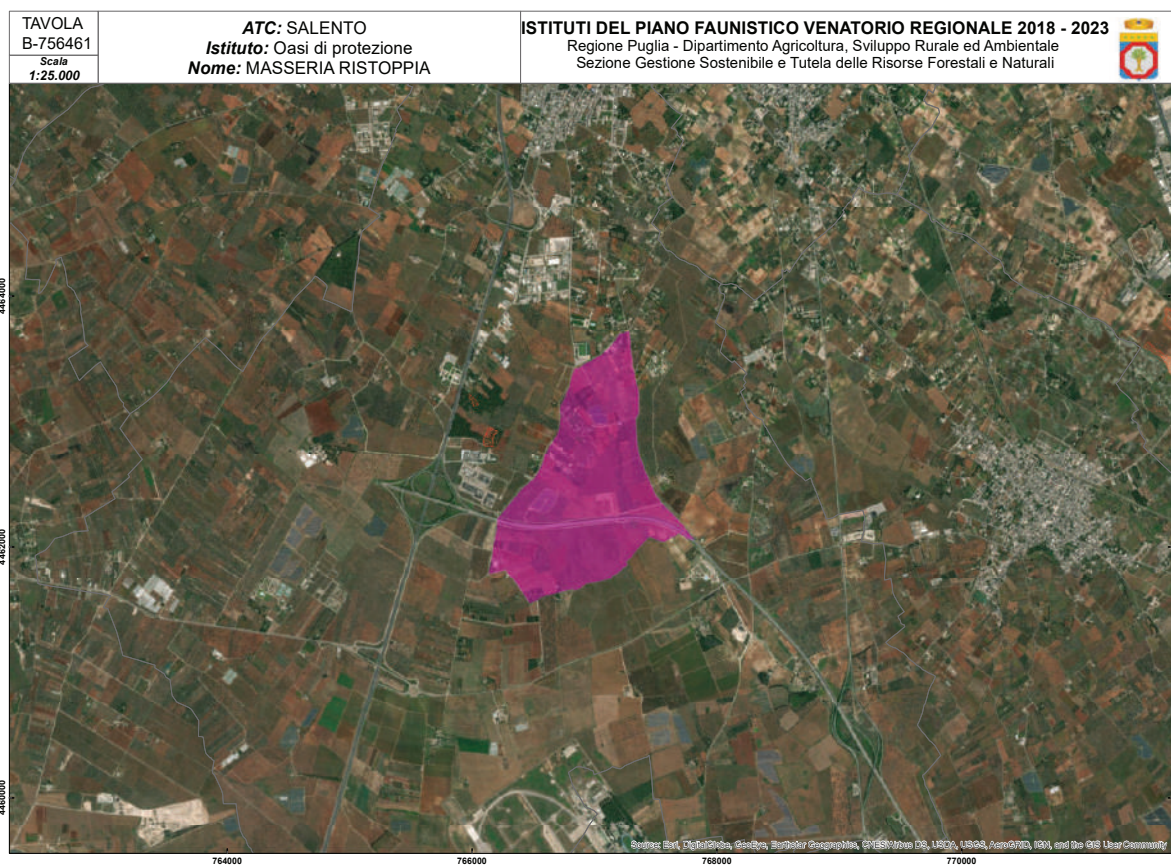 TAVOLA
B-756461
Scala
1:25.000
ATC: SALENTO
Istituto: Oasi di protezione
Nome: MASSERIA RISTOPPIA
ISTITUTI DEL PIANO FAUNISTICO VENATORIO REGIONALE 2018 - 2023
Regione Puglia - Dipartimento Agricoltura, Sviluppo Rurale ed Ambientale
Sezione Gestione Sostenibile e Tutela delle Risorse Forestali e Naturali
4464000
4462000
4460000
Source: Esri, DigitalGlobe, GeoEye, Earthstar Geographics, CNES/Airbus DS, USDA, USGS, AeroGRID, IGN, and the GIS User Community
764000
766000
768000
770000